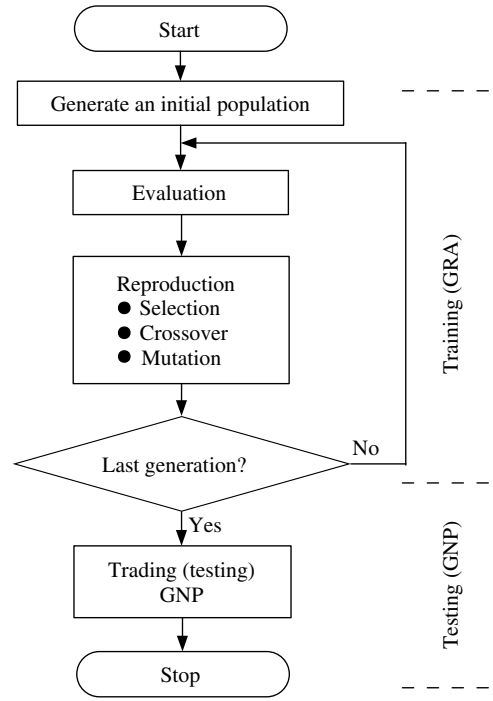 Start
Generate an initial population
Evaluation
Reproduction
● Selection
● Crossover
● Mutation
Last generation?
No
Yes
Trading (testing)
GNP
Stop
Training (GRA)
Testing (GNP)